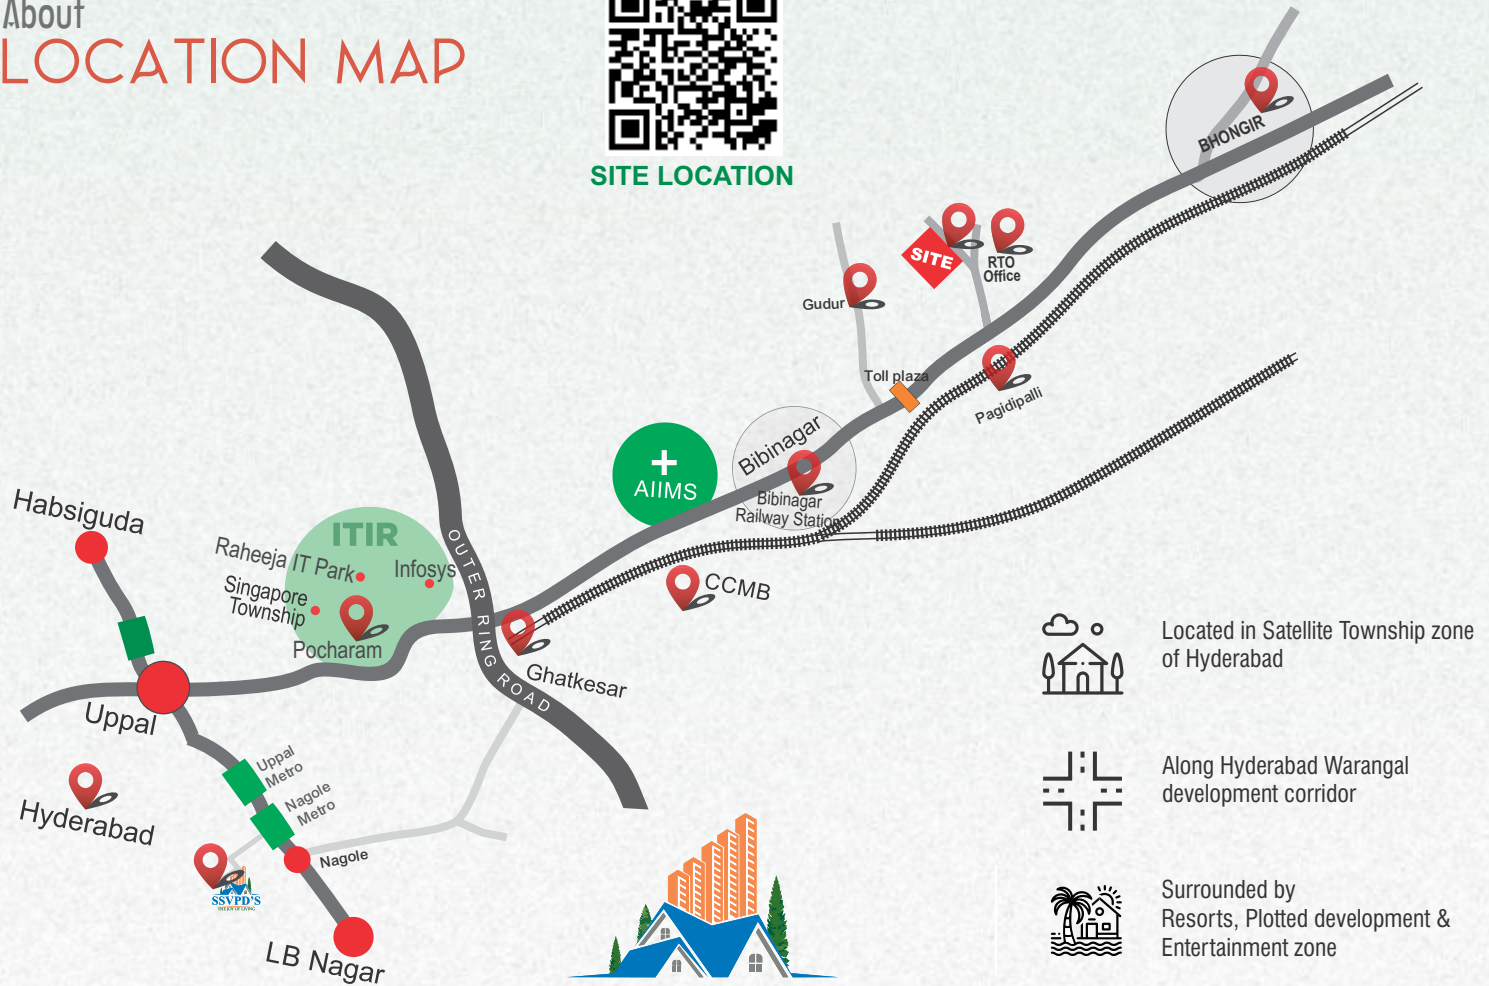 About
LOCATION MAP
SITE LOCATION
BHONGIR
SITE
RTO
Office
Gudur
Toll plaza
Pagidipalli
Bibinagar
Bibinagar
Railway Station
AIIMS
CCMB
Habsiguda
ITIR
Raheeja IT Park
Infosys
Singapore
Township
Pocharam
OUTER RING ROAD
Ghatkesar
Uppal
Uppal
Metro
Nagole
Metro
Hyderabad
Nagole
SSVPD'S
LB Nagar
Located in Satellite Township zone
of Hyderabad
Along Hyderabad Warangal
development corridor
Surrounded by
Resorts, Plotted development &
Entertainment zone